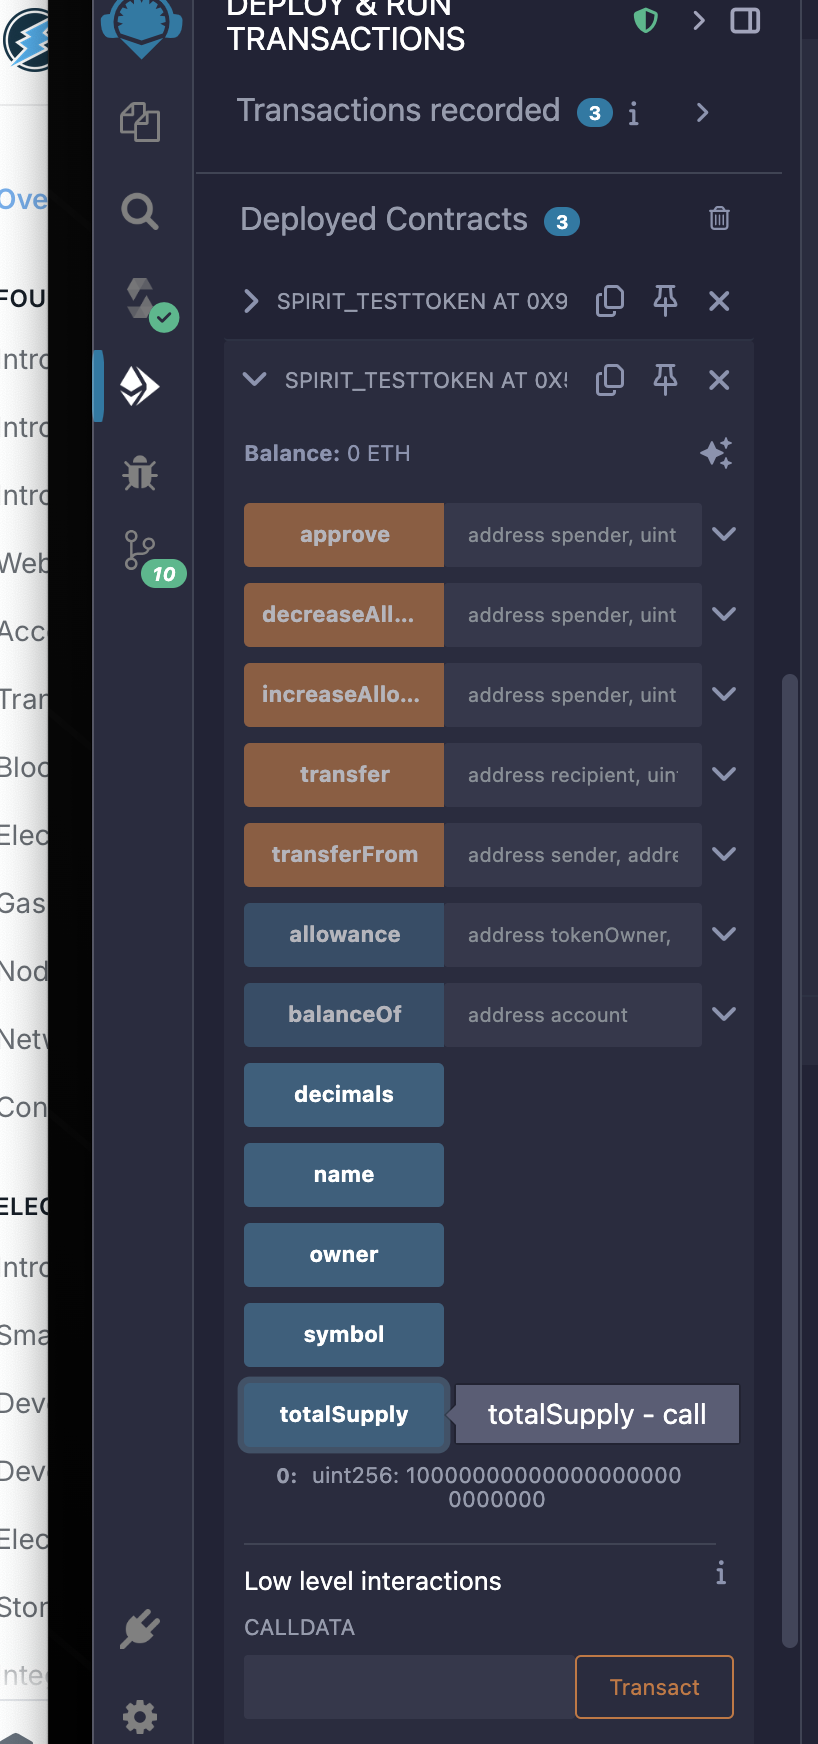 DEPLOY & RUN
TRANSACTIONS
Transactions recorded 3
Deployed Contracts 3
SPIRIT_TESTTOKEN AT 0X9
SPIRIT_TESTTOKEN AT 0X5
Balance: 0 ETH
approve address spender, uint
decreaseAll... address spender, uint
increaseAllo... address spender, uint
transfer address recipient, uin
transferFrom address sender, addre
allowance address tokenOwner,
balanceOf address account
decimals
name
owner
symbol
totalSupply totalSupply - call
0: uint256: 10000000000000000000
0000000
Low level interactions
CALLDATA
Transact
10
Ove
FOU
Intro
Intro
Intro
Web
Acc
Tran
Bloc
Elec
Gas
Nod
Netw
Con
ELEC
Intro
Sma
Dev
Dev
Elec
Stor
Integ